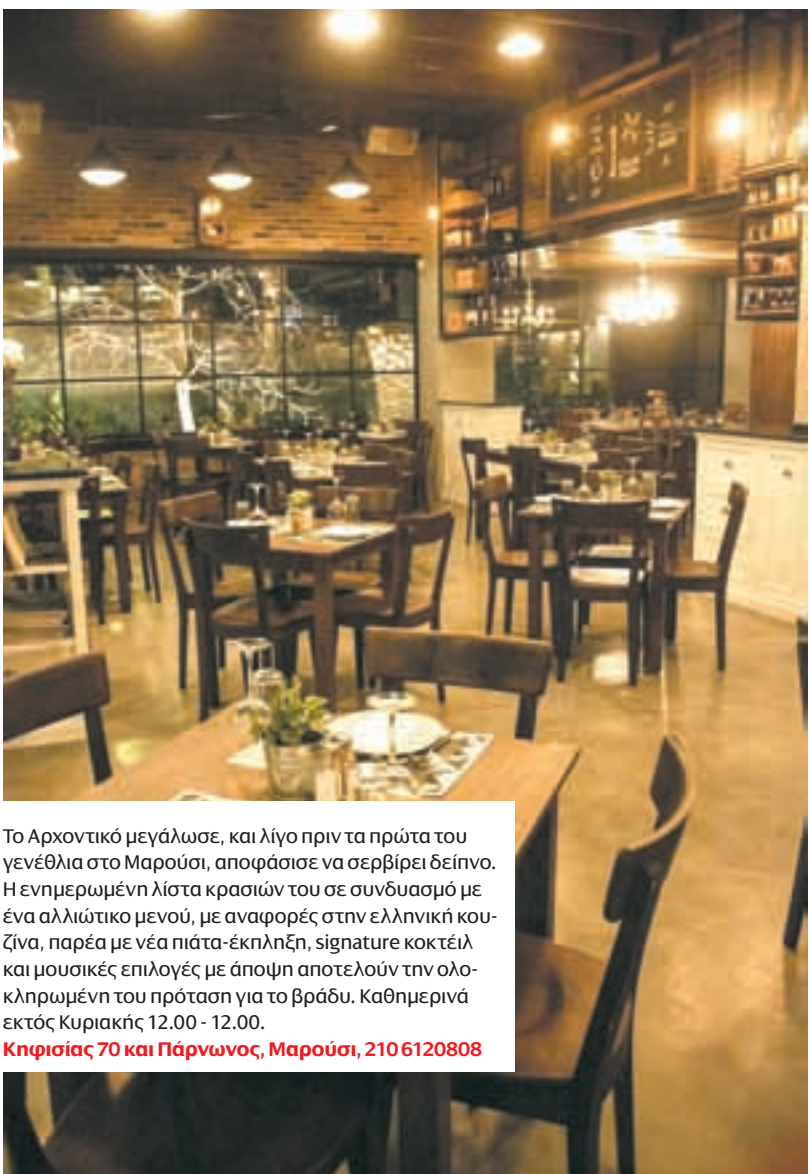 Το Αρχοντικό μεγάλωσε, και λίγο πριν τα πρώτα του
γενέθλια στο Μαρούσι, αποφάσισε να σερβίρει δείπνο.
Η ενημερωμένη λίστα κρασιών του σε συνδυασμό με
ένα αλλιώτικο μενού, με αναφορές στην ελληνική κου-
ζίνα, παρέα με νέα πιάτα-έκπληξη, signature κοκτέιλ
και μουσικές επιλογές με άποψη αποτελούν την ολο-
κληρωμένη του πρόταση για το βράδυ. Καθημερινά
εκτός Κυριακής 12.00 - 12.00.
Κηφισίας 70 και Πάρνωνος, Μαρούσι, 210 6120808